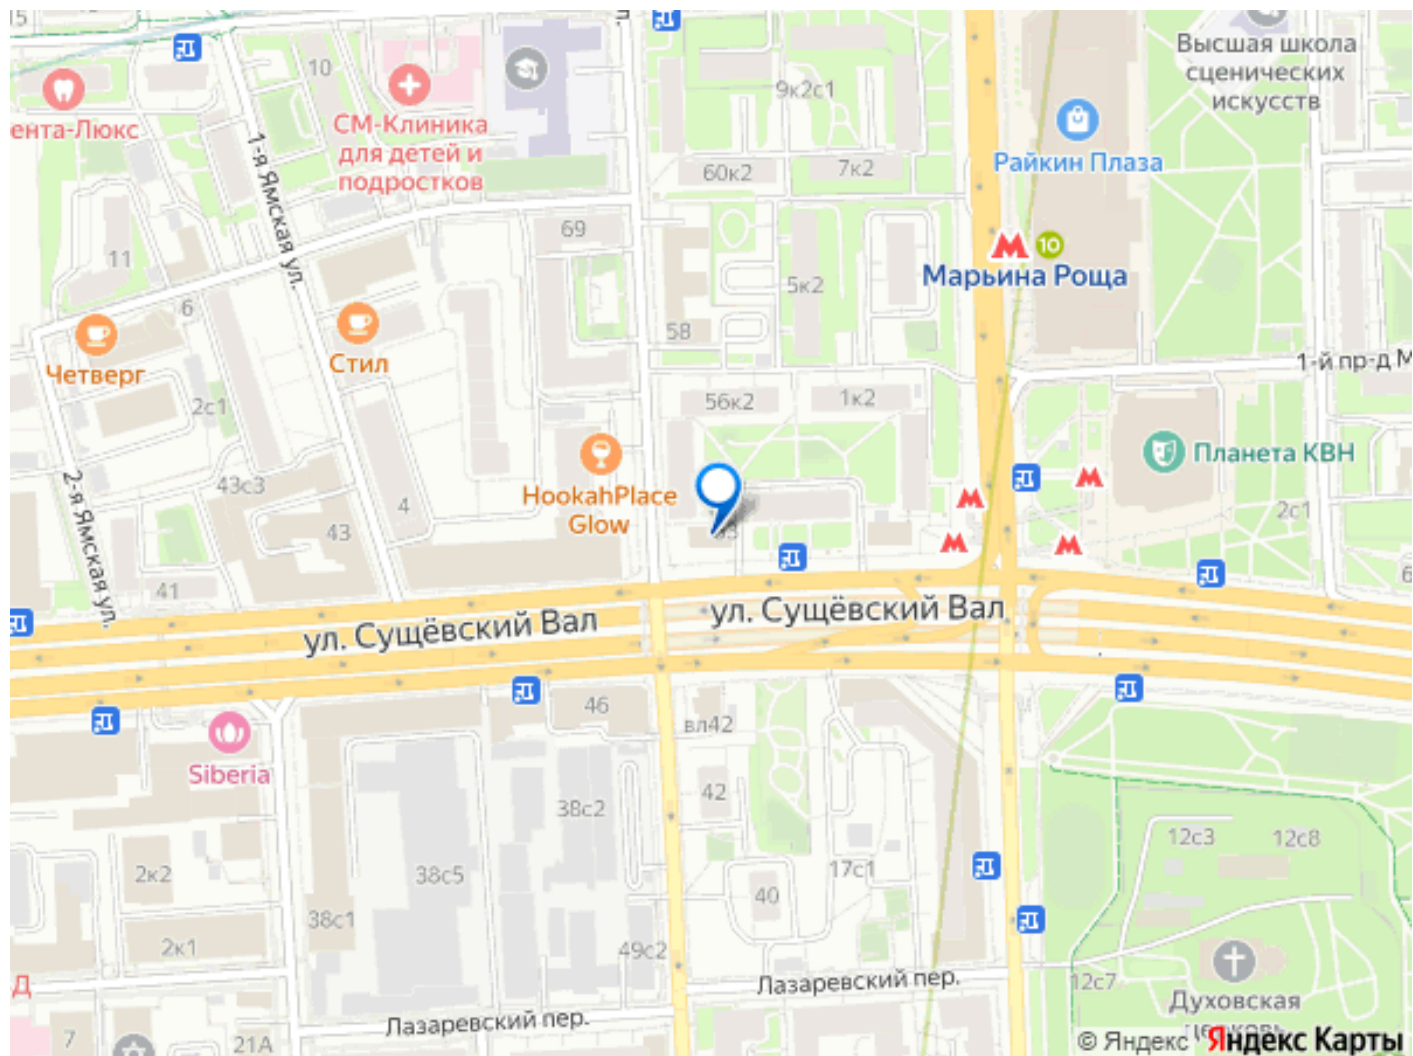 15
10
9к2с1
Высшая школа
сценических
искусств
ента-Люкс
СМ-Клиника
для детей и
подростков
1-я Ямская ул.
60к2
7к2
Райкин Плаза
69
11
10
Марьина Роща
5к2
6
58
Стил
Четверг
1-й пр-д М
2с1
56к2
1к2
Планета КВН
43с3
HookahPlace
Glow
4
2-я Ямская ул.
43
2с1
41
6
ул. Сущёвский Вал
ул. Сущёвский Вал
46
вл42
Siberia
42
38с2
12с3
12с8
2к2
38с5
17с1
40
38с1
2к1
49с2
Лазаревский пер.
12с7
Д
Духовская
церковь
Лазаревский пер.
7
21А
© Яндекс
Яндекс Карты